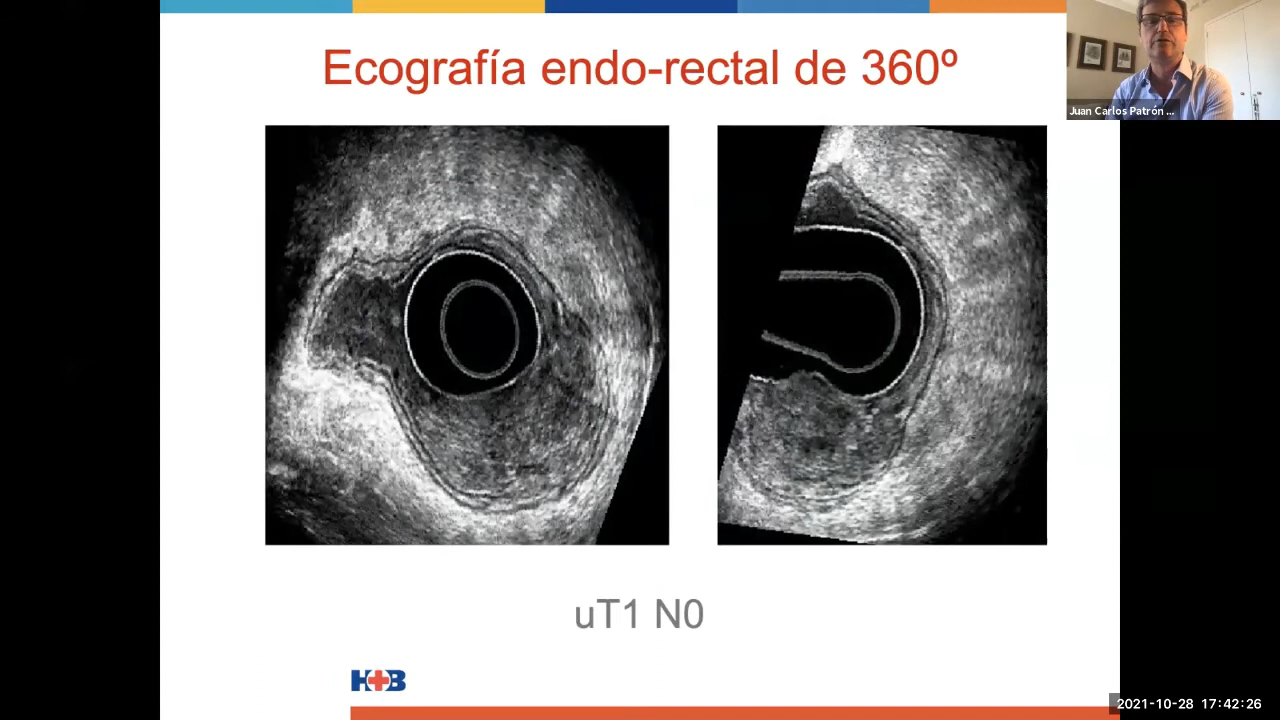 Ecografía endo-rectal de 360º
Juan Carlos Patrón ...
uT1 N0
H+B
2021-10-28 17:42:26